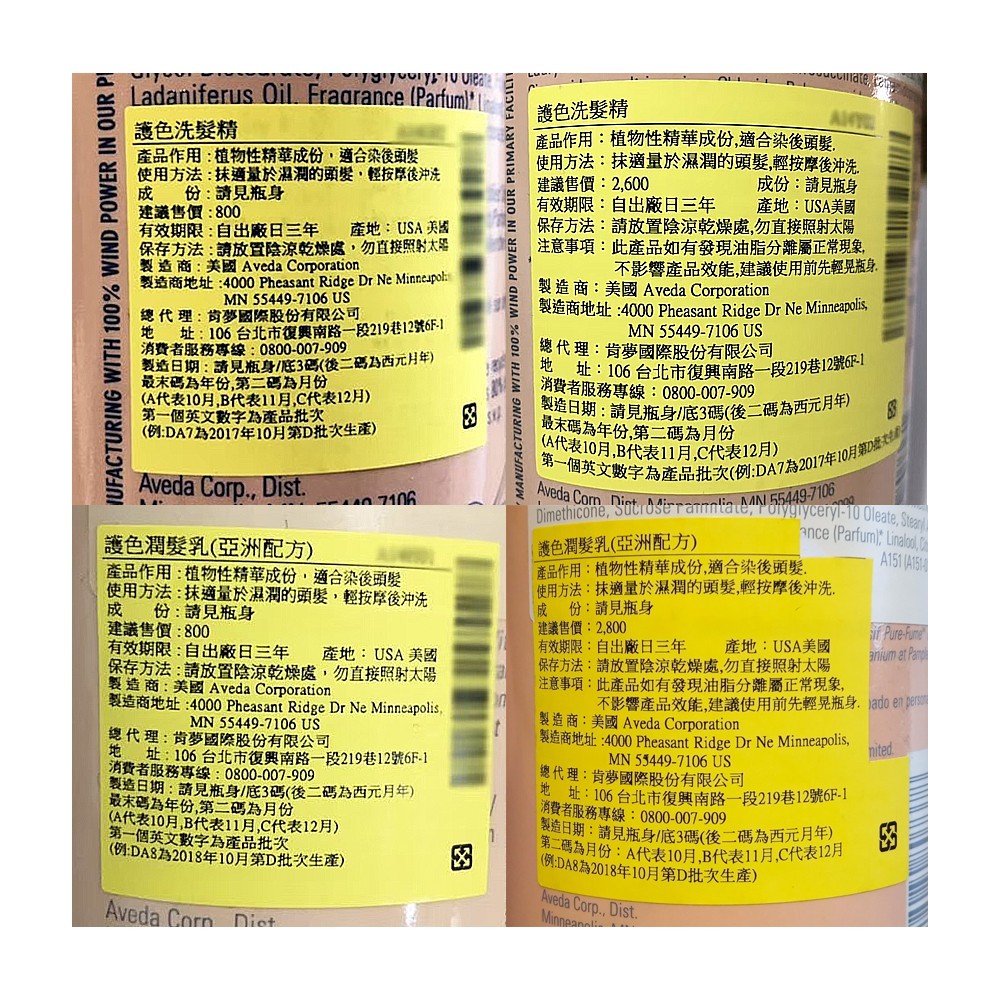 MANUFACTURING WITH 100% WIND POWER IN OUR
Ladaniferus Oil, Fragrance (Parfum)*
護色洗髮精
產品作用:植物性精華成份,適合染後頭髮
使用方法:抹適量於濕潤的頭髮,輕按摩後沖洗
成 份:請見瓶身
建議售價:800
有效期限:自出廠日三年 產地:USA 美國
保存方法:請放置陰涼乾燥處,勿直接照射太陽
製造商:美國 Aveda Corporation
製造商地址:4000 Pheasant Ridge Dr Ne Minneapolis
MN 55449-7106 US
總代理:肯夢國際股份有限公司
地 址:106 台北市復興南路一段219巷12號6F-1
消費者服務專線:0800-007-909
製造日期:請見瓶身/底3碼(後二碼為西元月年)
最末碼為年份,第二碼為月份
(A代表10月,B代表11月,C代表12月)
第一個英文數字為產品批次
(例:DA7為2017年10月第D批次生產)
Aveda Corp., Dist.
55449-7106
MANUFACTURING WITH 100% WIND POWER IN OUR PRIMARY
護色洗髮精
產品作用:植物性精華成份,適合染後頭髮.
使用方法:抹適量於濕潤的頭髮,輕按摩後沖洗.
建議售價:2,600 成份:請見瓶身
有效期限:自出廠日三年 產地:USA美國
保存方法:請放置陰涼乾燥處,勿直接照射太陽
注意事項:此產品如有發現油脂分離屬正常現象,
不影響產品效能,建議使用前先輕晃瓶身.
製造商:美國 Aveda Corporation
製造商地址:4000 Pheasant Ridge Dr Ne Minneapolis,
MN 55449-7106 US
總代理:肯夢國際股份有限公司
地 址:106 台北市復興南路一段219巷12號6F-1
消費者服務專線:0800-007-909
製造日期:請見瓶身/底3碼(後二碼為西元月年)
最末碼為年份,第二碼為月份
(A代表10月,B代表11月,C代表12月)
第一個英文數字為產品批次(例:DA7為2017年10月第D批次生產)
Aveda Corp., Dist. Minneapolis, MN 55449-7106
護色潤髮乳(亞洲配方)
產品作用:植物性精華成份,適合染後頭髮
使用方法:抹適量於濕潤的頭髮,輕按摩後沖洗
成 份:請見瓶身
建議售價:800
有效期限:自出廠日三年 產地:USA 美國
保存方法:請放置陰涼乾燥處,勿直接照射太陽
製造商:美國 Aveda Corporation
製造商地址:4000 Pheasant Ridge Dr Ne Minneapolis,
MN 55449-7106 US
總代理:肯夢國際股份有限公司
地 址:106 台北市復興南路一段219巷12號6F-1
消費者服務專線:0800-007-909
製造日期:請見瓶身/底3碼(後二碼為西元月年)
最末碼為年份,第二碼為月份
(A代表10月,B代表11月,C代表12月)
第一個英文數字為產品批次
(例:DA8為2018年10月第D批次生產)
Aveda Corp., Dist.
Dimethicone, Sucrose Palmitate, Polyglyceryl-10 Oleate,
(Parfum),* Linalool,
A151
護色潤髮乳(亞洲配方)
產品作用:植物性精華成份,適合染後頭髮.
使用方法:抹適量於濕潤的頭髮,輕按摩後沖洗.
成 份:請見瓶身
建議售價:2,800
有效期限:自出廠日三年 產地:USA美國
保存方法:請放置陰涼乾燥處,勿直接照射太陽
注意事項:此產品如有發現油脂分離屬正常現象,
不影響產品效能,建議使用前先輕晃瓶身.
製造商:美國 Aveda Corporation
製造商地址:4000 Pheasant Ridge Dr Ne Minneapolis,
MN 55449-7106 US
總代理:肯夢國際股份有限公司
地 址:106 台北市復興南路一段219巷12號6F-1
消費者服務專線:0800-007-909
製造日期:請見瓶身/底3碼(後二碼為西元月年)
第二碼為月份:A代表10月,B代表11月,C代表12月
(例:DA8為2018年10月第D批次生產)
Pure-Fume
et
Aveda Corp., Dist.